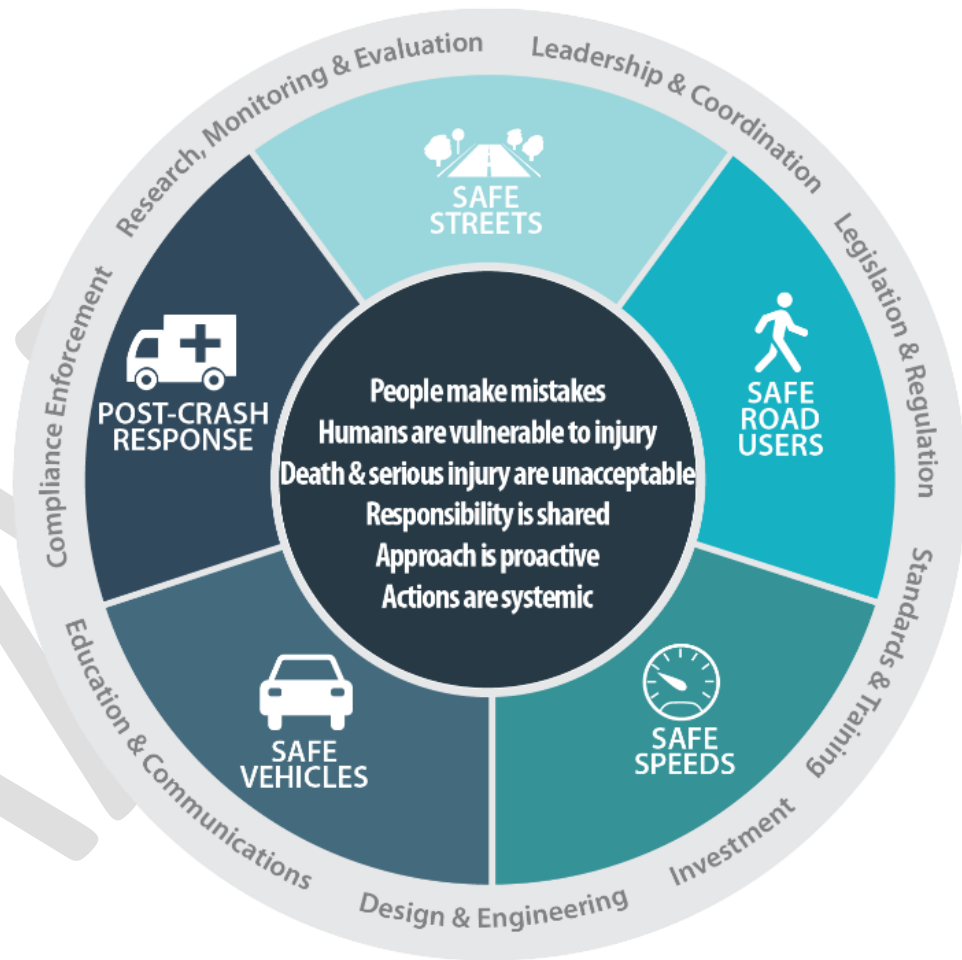 Research, Monitoring & Evaluation
Leadership & Coordination
Legislation & Regulation
Standards & Training
Investment
Design & Engineering
Education & Communications
Compliance Enforcement
SAFE
STREETS
SAFE
ROAD
USERS
SAFE
SPEEDS
SAFE
VEHICLES
POST-CRASH
RESPONSE
People make mistakes
Humans are vulnerable to injury
Death & serious injury are unacceptable
Responsibility is shared
Approach is proactive
Actions are systemic